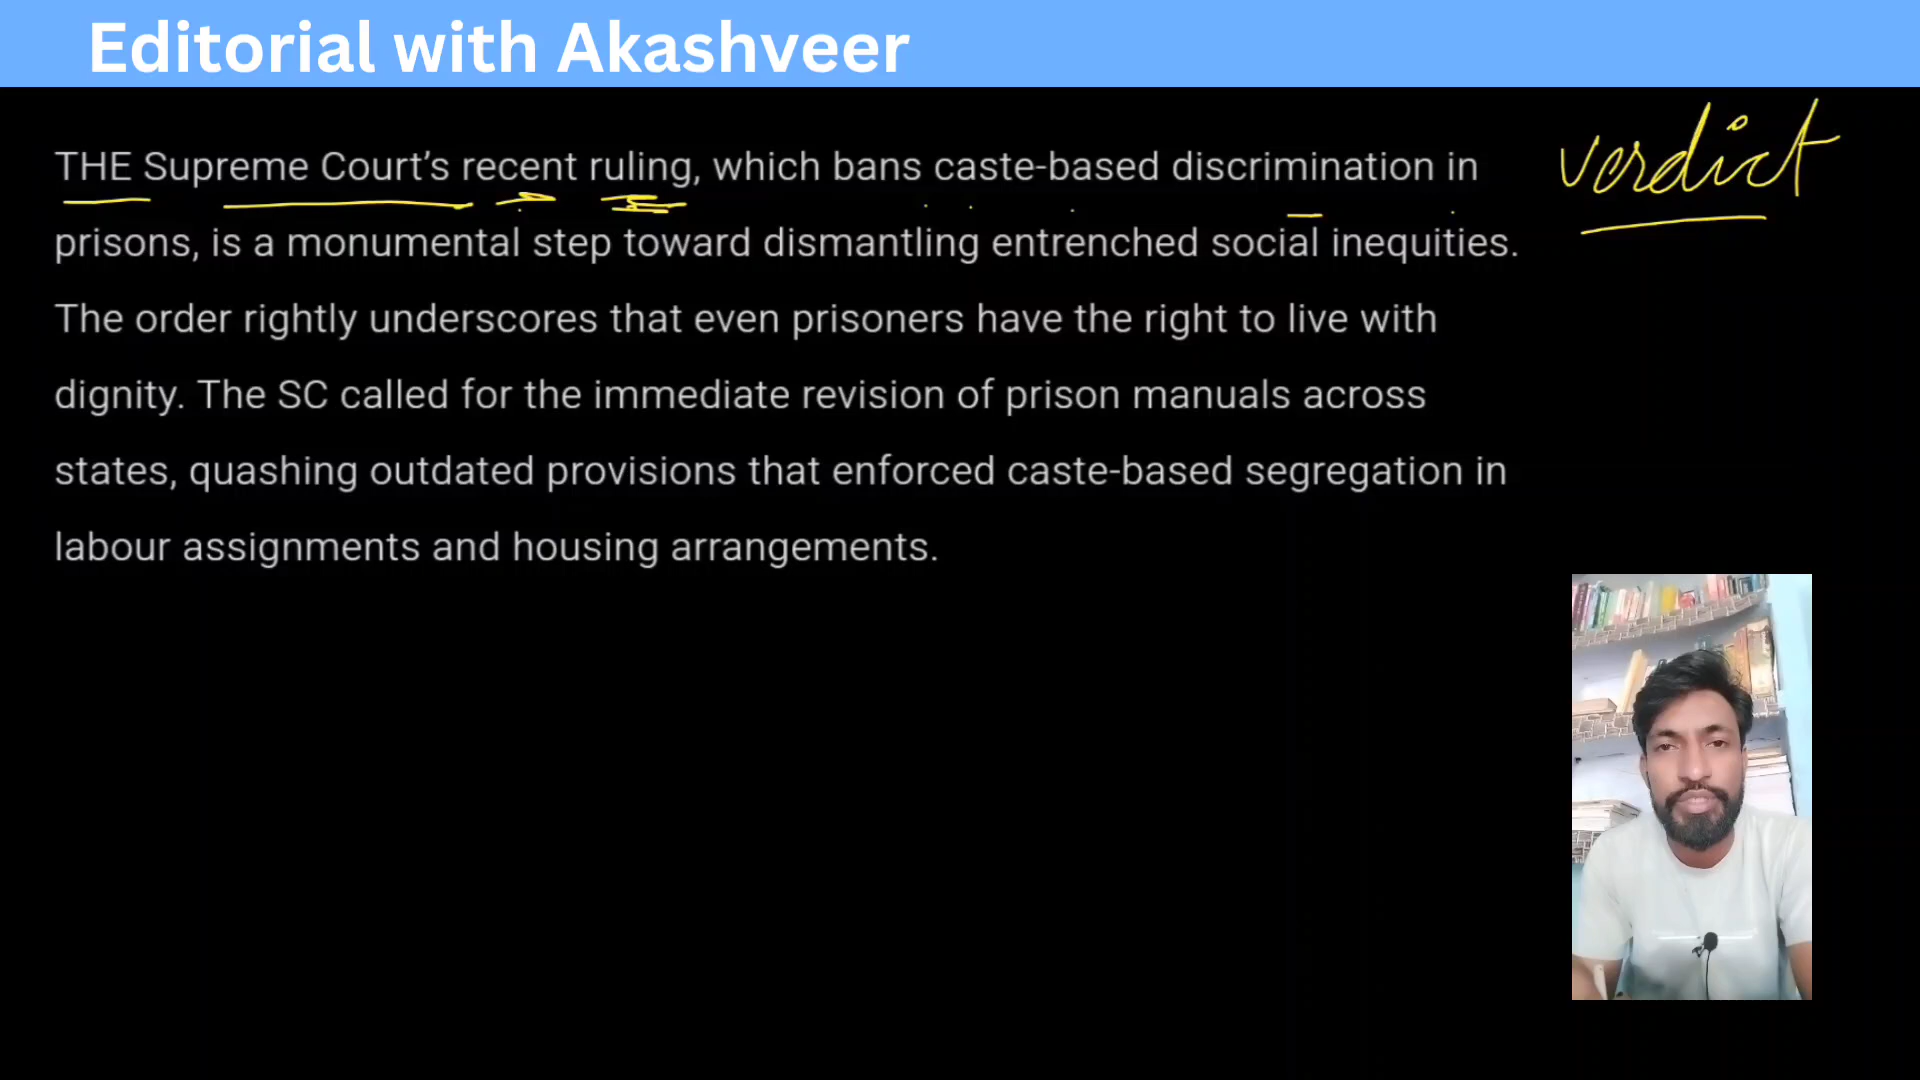 Editorial with Akashveer
THE Supreme Court’s recent ruling, which bans caste-based discrimination in
verdict
prisons, is a monumental step toward dismantling entrenched social inequities.
The order rightly underscores that even prisoners have the right to live with
dignity. The SC called for the immediate revision of prison manuals across
states, quashing outdated provisions that enforced caste-based segregation in
labour assignments and housing arrangements.